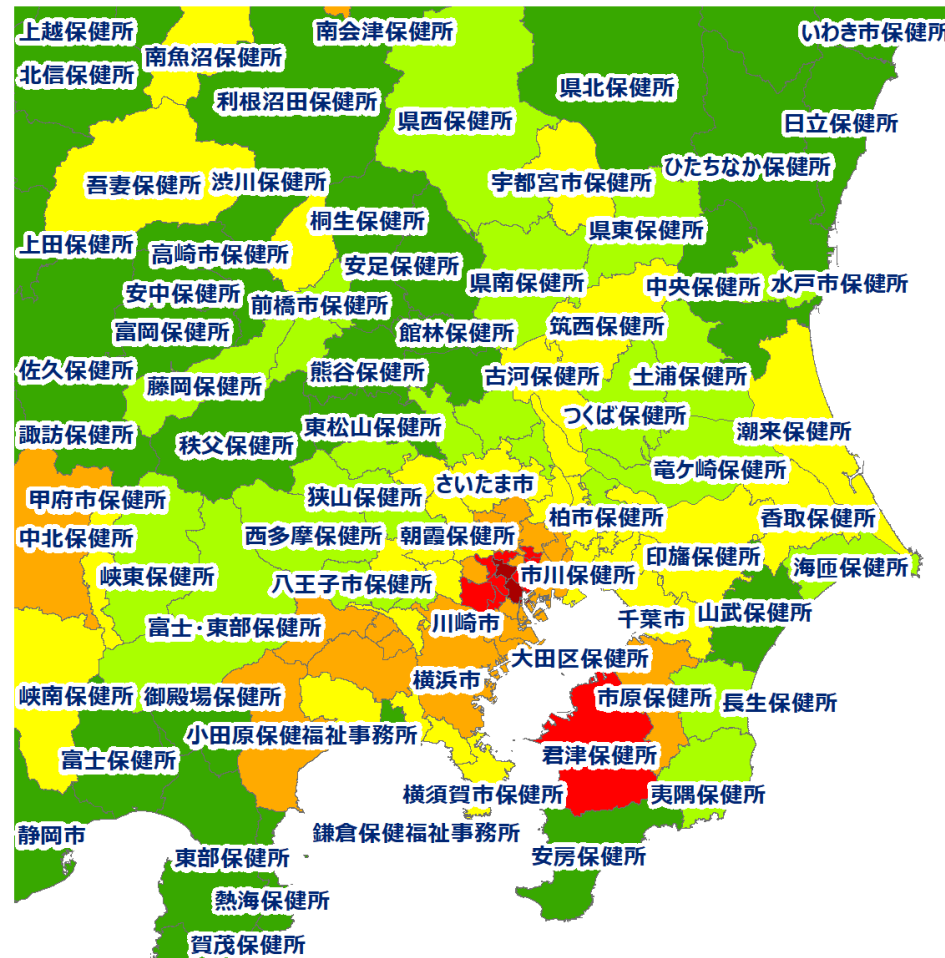 上越保健所
南会津保健所
いわき市保健所
南魚沼保健所
北信保健所
県北保健所
利根沼田保健所
県西保健所
日立保健所
ひたちなか保健所
吾妻保健所
渋川保健所
宇都宮市保健所
桐生保健所
県東保健所
上田保健所
高崎市保健所
安足保健所
県南保健所
中央保健所
水戸市保健所
安中保健所
前橋市保健所
富岡保健所
館林保健所
筑西保健所
佐久保健所
藤岡保健所
熊谷保健所
古河保健所
土浦保健所
つくば保健所
諏訪保健所
秩父保健所
東松山保健所
潮来保健所
竜ケ崎保健所
甲府市保健所
狭山保健所
さいたま市
柏市保健所
香取保健所
中北保健所
西多摩保健所
朝霞保健所
印旛保健所
海匝保健所
峡東保健所
八王子市保健所
市川保健所
富士・東部保健所
川崎市
千葉市
山武保健所
大田区保健所
峡南保健所
御殿場保健所
横浜市
市原保健所
長生保健所
小田原保健福祉事務所
富士保健所
君津保健所
横須賀市保健所
夷隅保健所
静岡市
鎌倉保健福祉事務所
東部保健所
安房保健所
熱海保健所
賀茂保健所